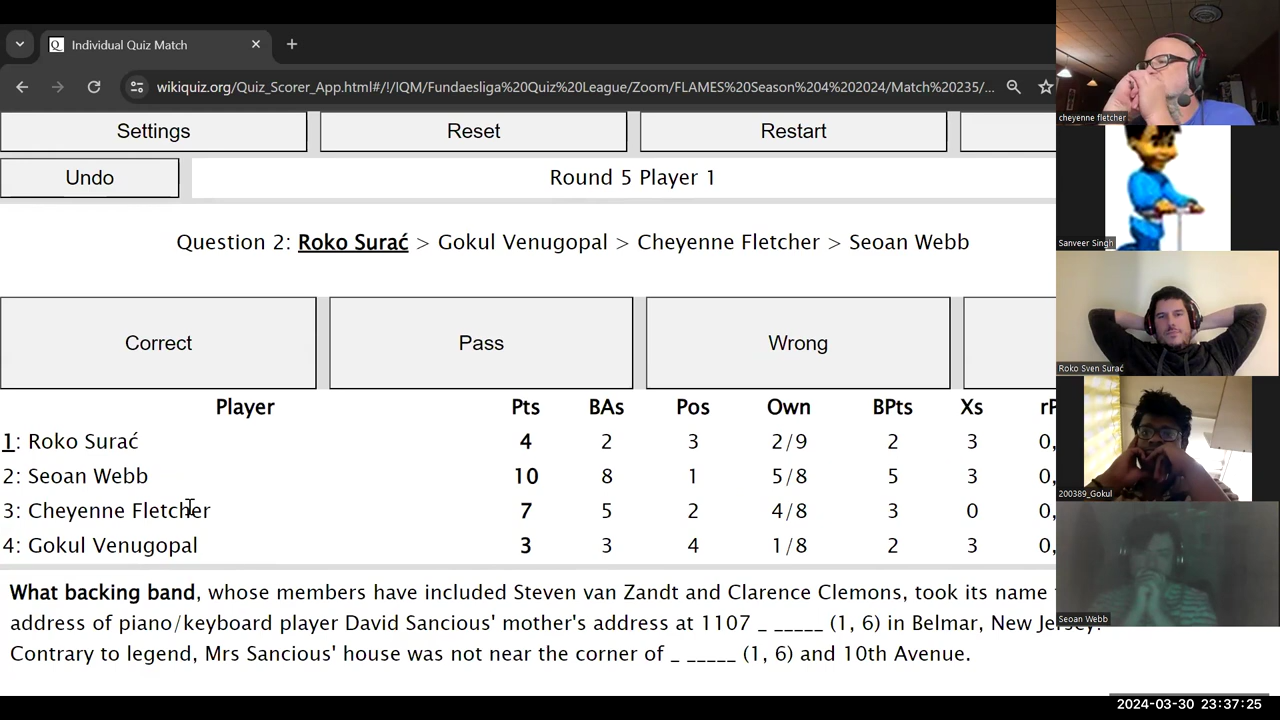 Individual Quiz Match
wikiquiz.org/Quiz_Scorer_App.html#/!/IQM/Fundaesliga%20Quiz%20League/Zoom/FLAMES%20Season%204%202024/Match%20235/...
Settings Reset Restart
Undo Round 5 Player 1
Question 2: Roko Surać > Gokul Venugopal > Cheyenne Fletcher > Seoan Webb
Correct Pass Wrong
Player Pts BAs Pos Own BPts Xs
1: Roko Surać 4 2 3 2/9 2 3 0,
2: Seoan Webb 10 8 1 5/8 5 3 0,
3: Cheyenne Fletcher 7 5 2 4/8 3 0 0,
4: Gokul Venugopal 3 3 4 1/8 2 3 0,
What backing band, whose members have included Steven van Zandt and Clarence Clemons, took its name
address of piano/keyboard player David Sancious' mother's address at 1107 _ _____ (1, 6) in Belmar, New Jersey?
Contrary to legend, Mrs Sancious' house was not near the corner of _ _____ (1, 6) and 10th Avenue.
cheyenne fletcher
Sanveer Singh
Roko Sven Surać
200389_Gokul
Seoan Webb
2024-03-30 23:37:25